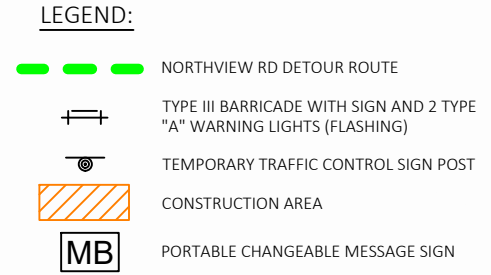 LEGEND:
NORTHVIEW RD DETOUR ROUTE
TYPE III BARRICADE WITH SIGN AND 2 TYPE
"A" WARNING LIGHTS (FLASHING)
TEMPORARY TRAFFIC CONTROL SIGN POST
CONSTRUCTION AREA
MB PORTABLE CHANGEABLE MESSAGE SIGN